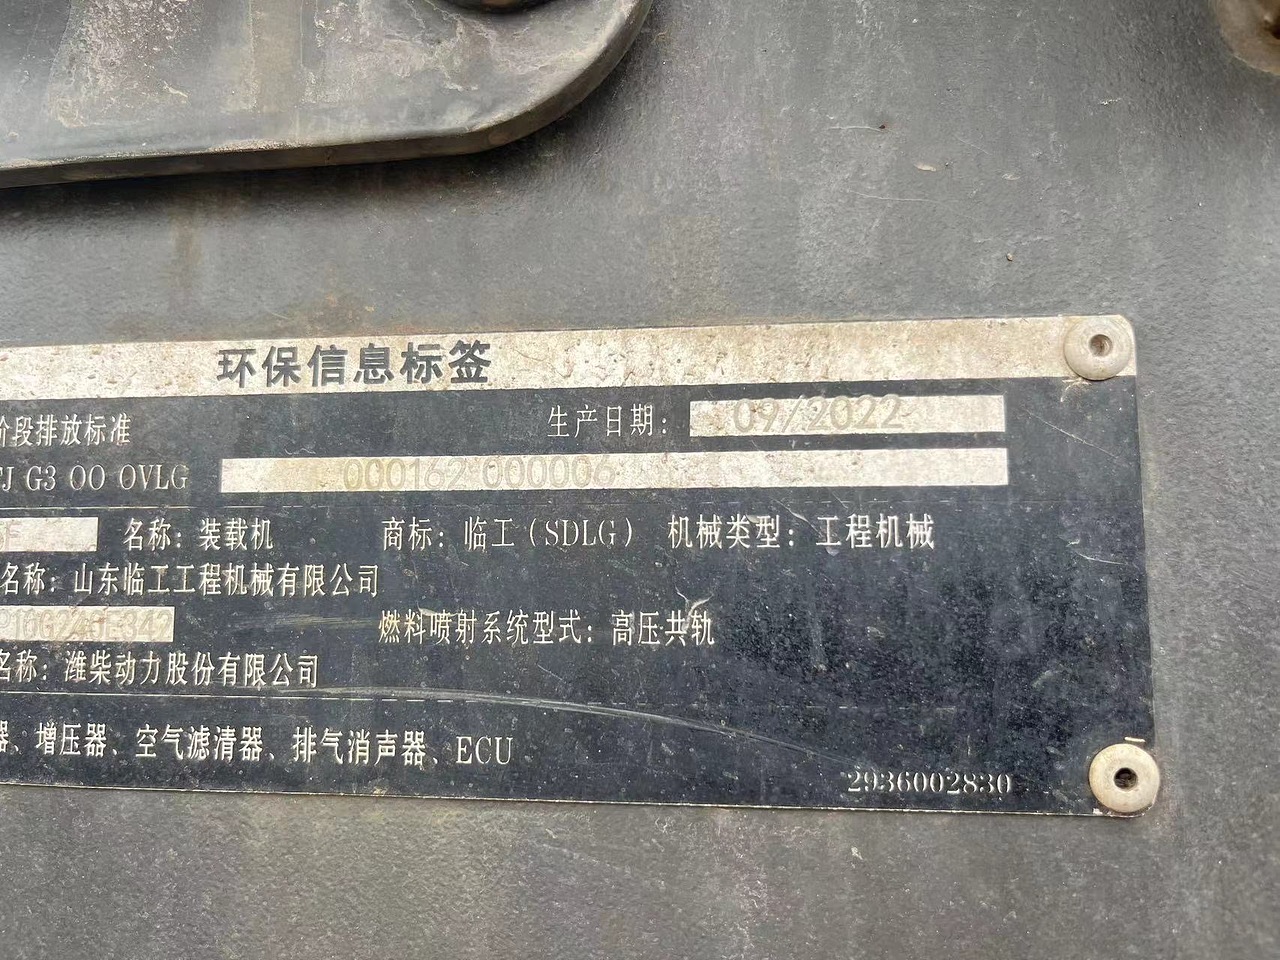 环保信息标签
阶段排放标准 生产日期: 09/2022
G3 00 0VLG 000162 000006
名称: 装载机 商标: 临工(SDLG) 机械类型: 工程机械
名称: 山东临工工程机械有限公司
P10G240E342 燃料喷射系统型式: 高压共轨
名称: 潍柴动力股份有限公司
器、增压器、空气滤清器、排气消声器、ECU
2936002830